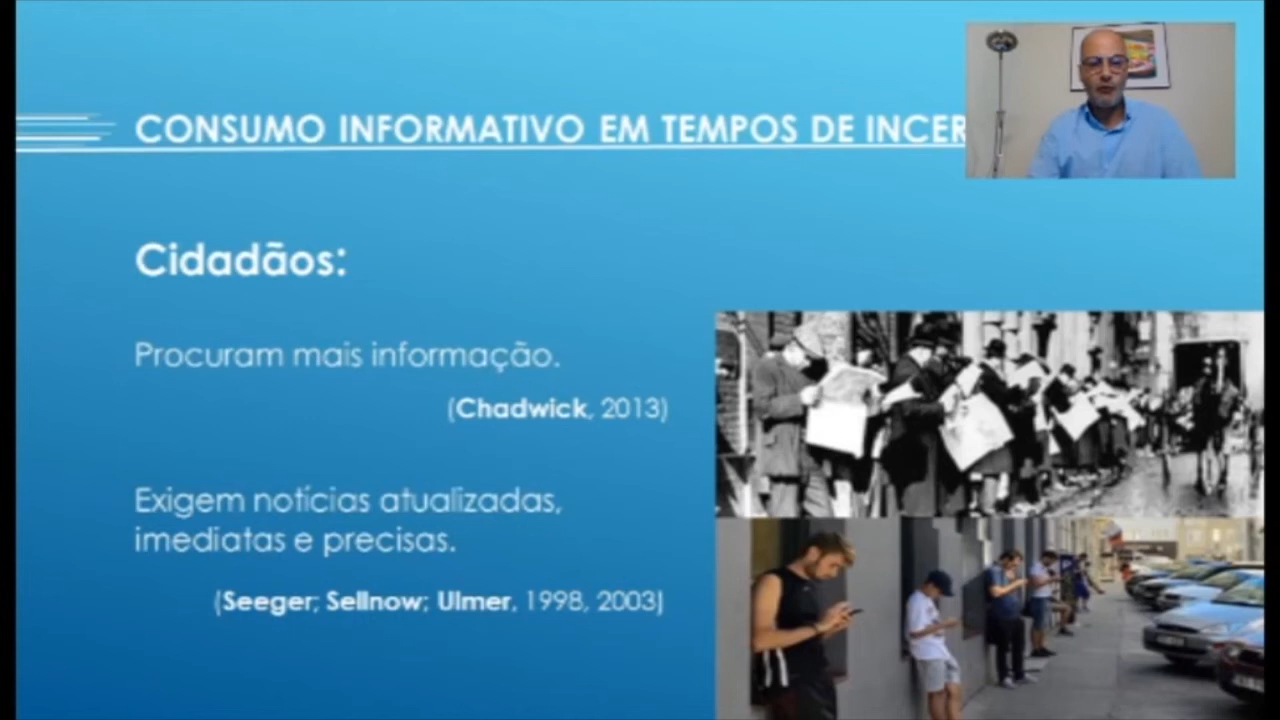 CONSUMO INFORMATIVO EM TEMPOS DE INCER
Cidadãos:
Procuram mais informação.
(Chadwick, 2013)
Exigem notícias atualizadas,
imediatas e precisas.
(Seeger; Sellnow; Ulmer, 1998, 2003)